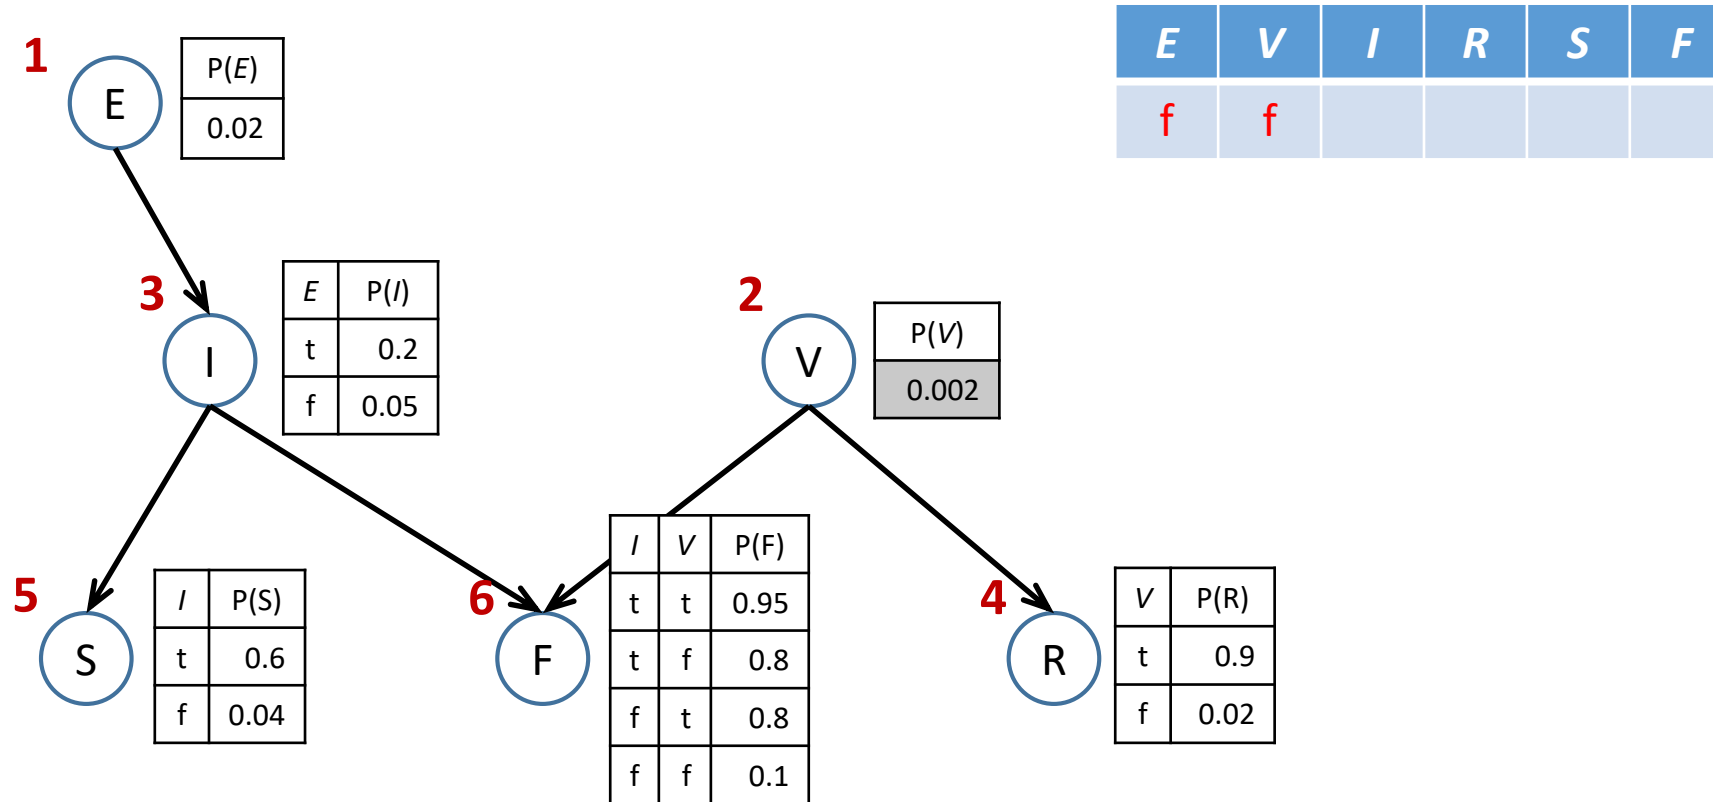 E V I R S F
f f
1
E
P(E)
0.02
3
I
E P(I)
t 0.2
f 0.05
2
V
P(V)
0.002
5
S
I P(S)
t 0.6
f 0.04
6
F
I V P(F)
t t 0.95
t f 0.8
f t 0.8
f f 0.1
4
R
V P(R)
t 0.9
f 0.02